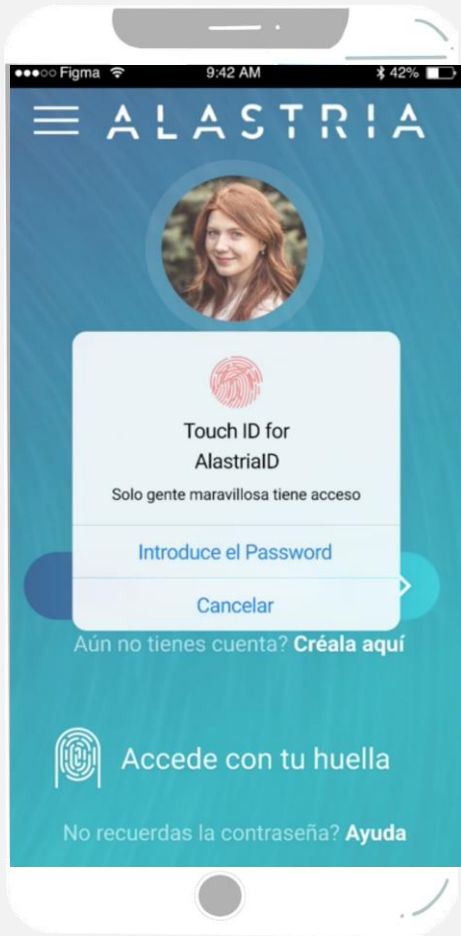 Figma 9:42 AM 42%
ALASTRIA
Touch ID for
AlastriaID
Solo gente maravillosa tiene acceso
Introduce el Password
Cancelar
Aún no tienes cuenta? Créala aquí
Accede con tu huella
No recuerdas la contraseña? Ayuda